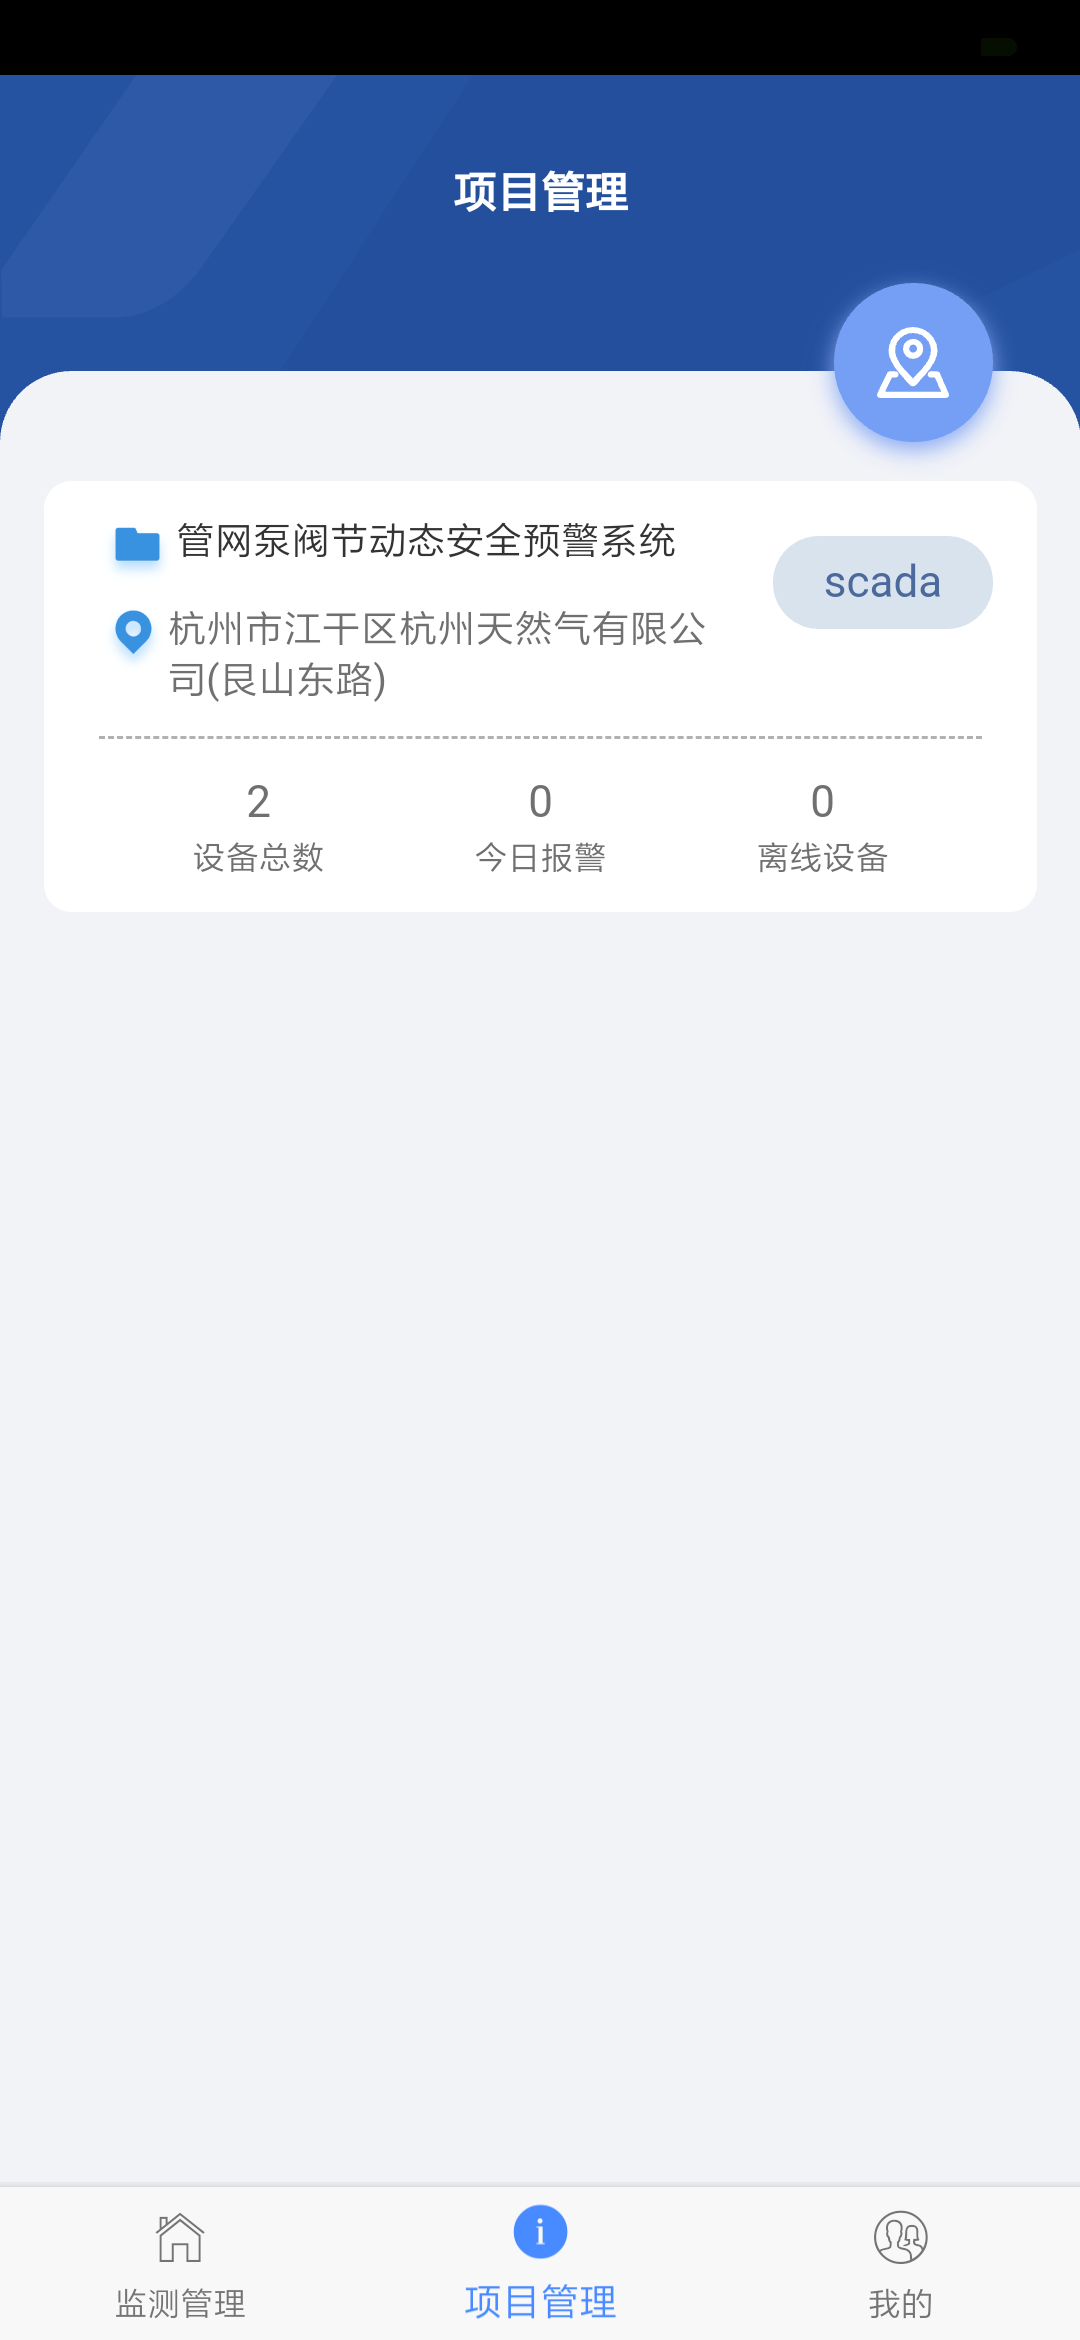 项目管理
管网泵阀节动态安全预警系统
scada
杭州市江干区杭州天然气有限公
司(艮山东路)
2
0
0
设备总数
今日报警
离线设备
监测管理
项目管理
我的